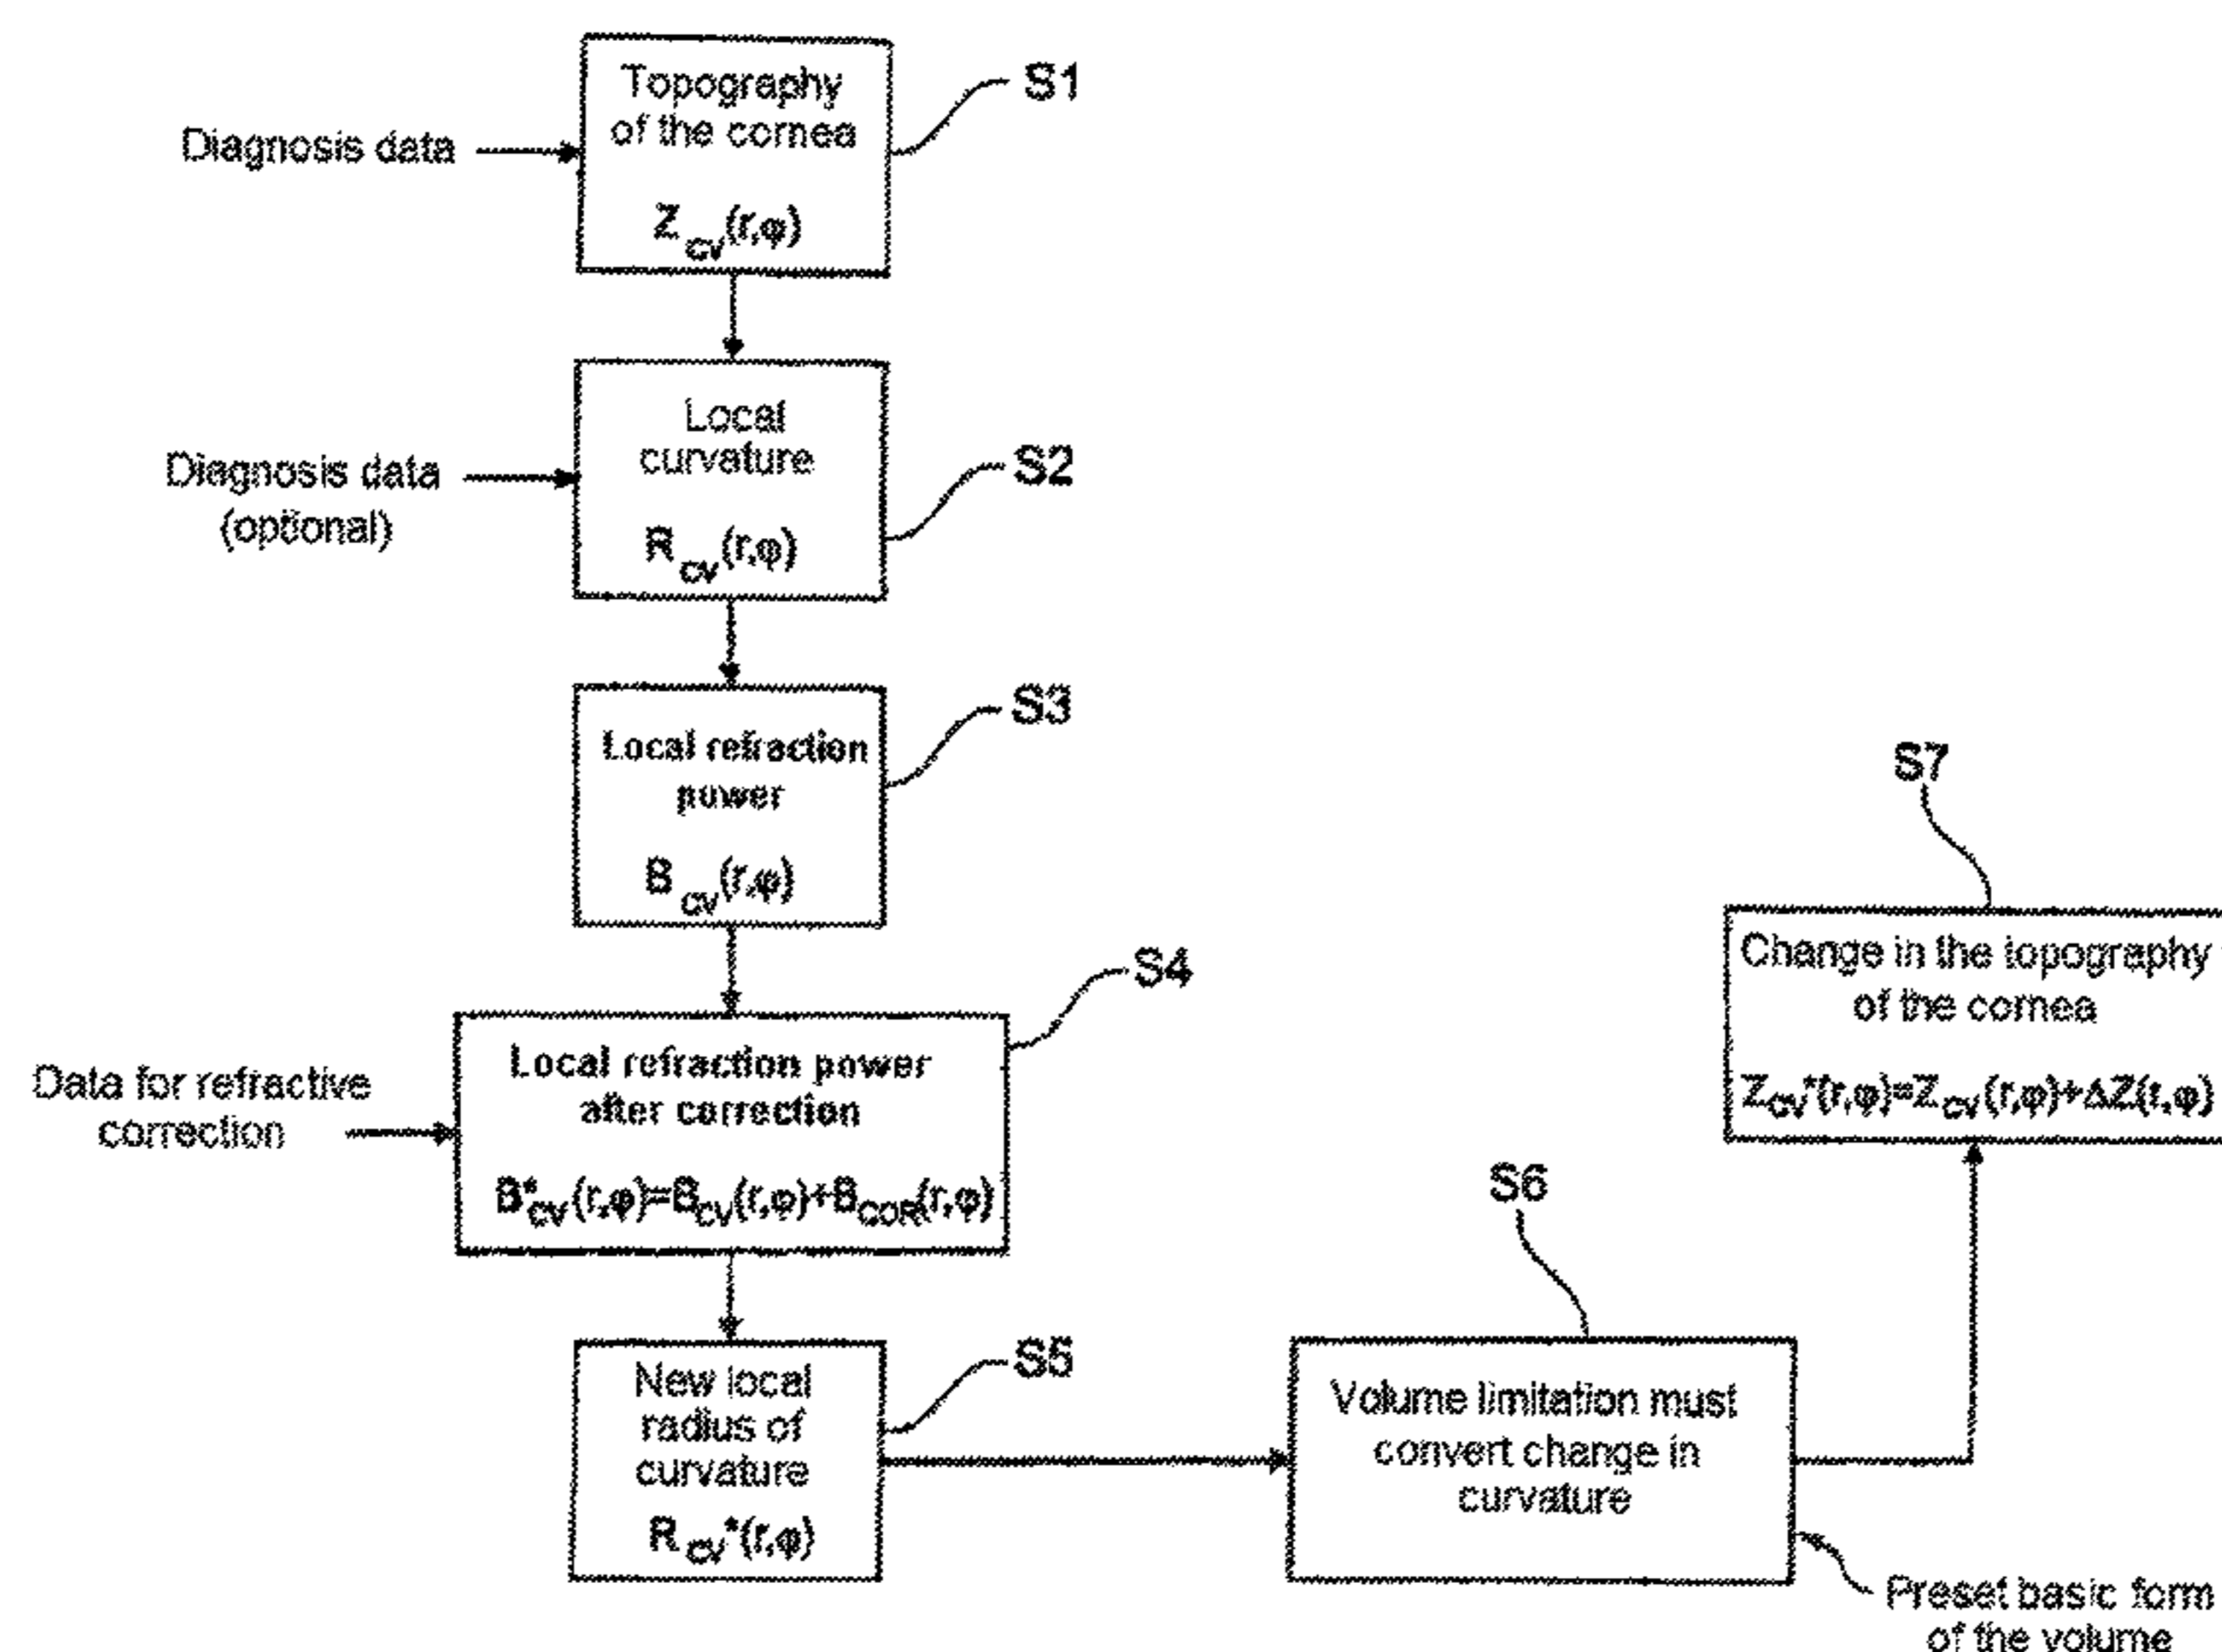 Topography
of the cornea
Z_CV(r,φ)
S1
Diagnosis data
Local
curvature
R_CV(r,φ)
S2
Diagnosis data
(optional)
Local refraction
power
B_CV(r,φ)
S3
Local refraction power
after correction
B*_CV(r,φ)=B_CV(r,φ)+B_COR(r,φ)
S4
Data for refractive
correction
New local
radius of
curvature
R_CV*(r,φ)
S5
S6
Volume limitation must
convert change in
curvature
Preset basic form
of the volume
S7
Change in the topography
of the cornea
Z_CV*(r,φ)=Z_CV(r,φ)+ΔZ(r,φ)